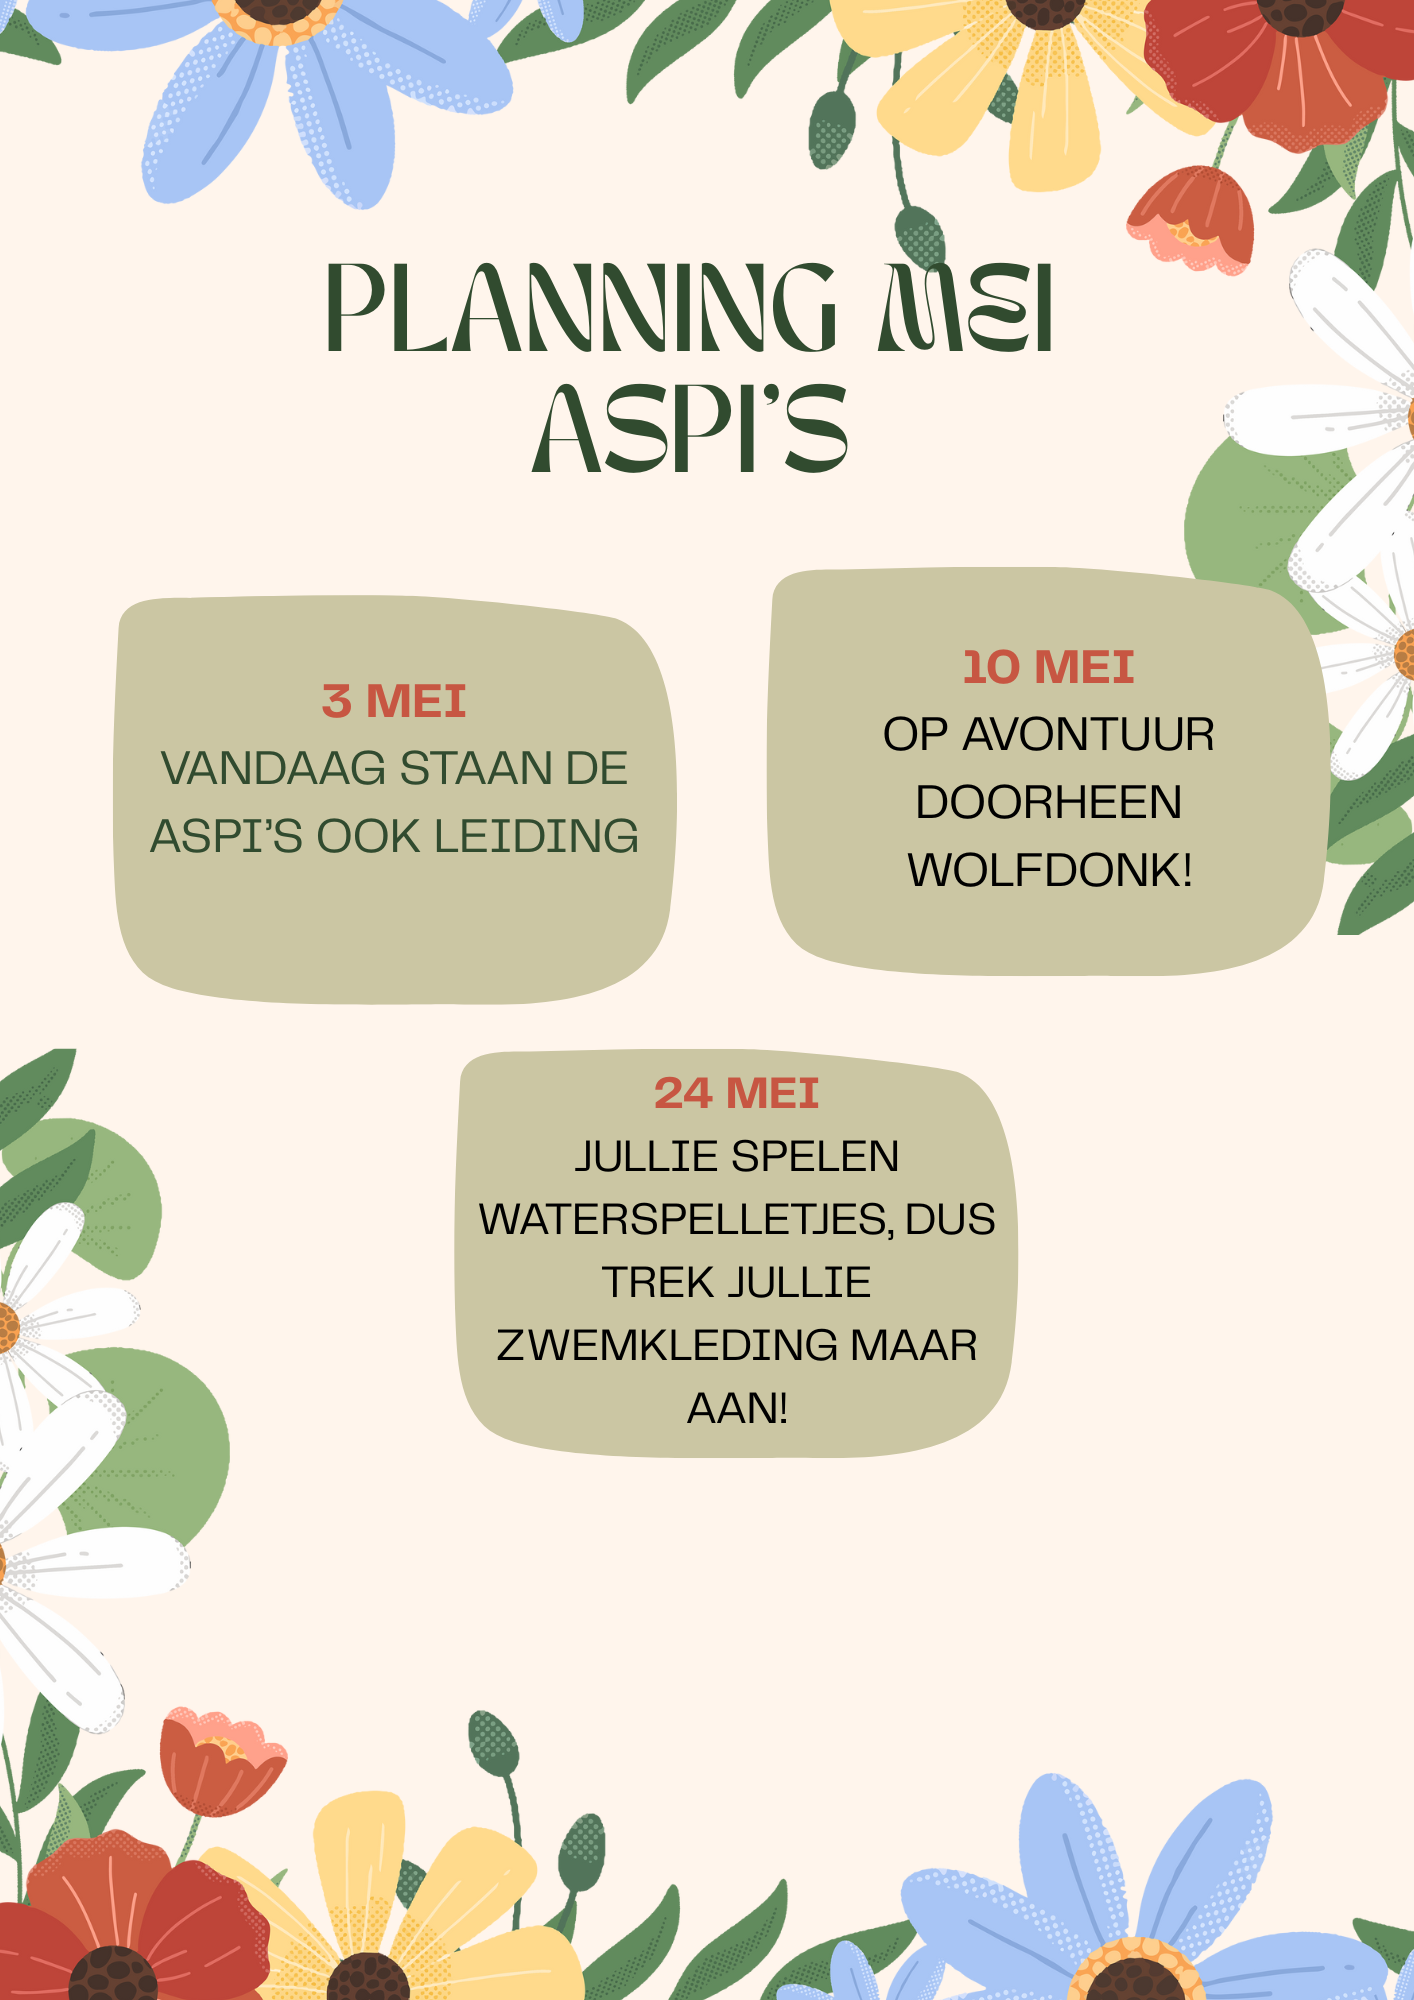 PLANNING MEI
ASPI'S
3 MEI
VANDAAG STAAN DE
ASPI'S OOK LEIDING
10 MEI
OP AVONTUUR
DOORHEEN
WOLFDONK!
24 MEI
JULLIE SPELEN
WATERSPELLETJES, DUS
TREK JULLIE
ZWEMKLEDING MAAR
AAN!